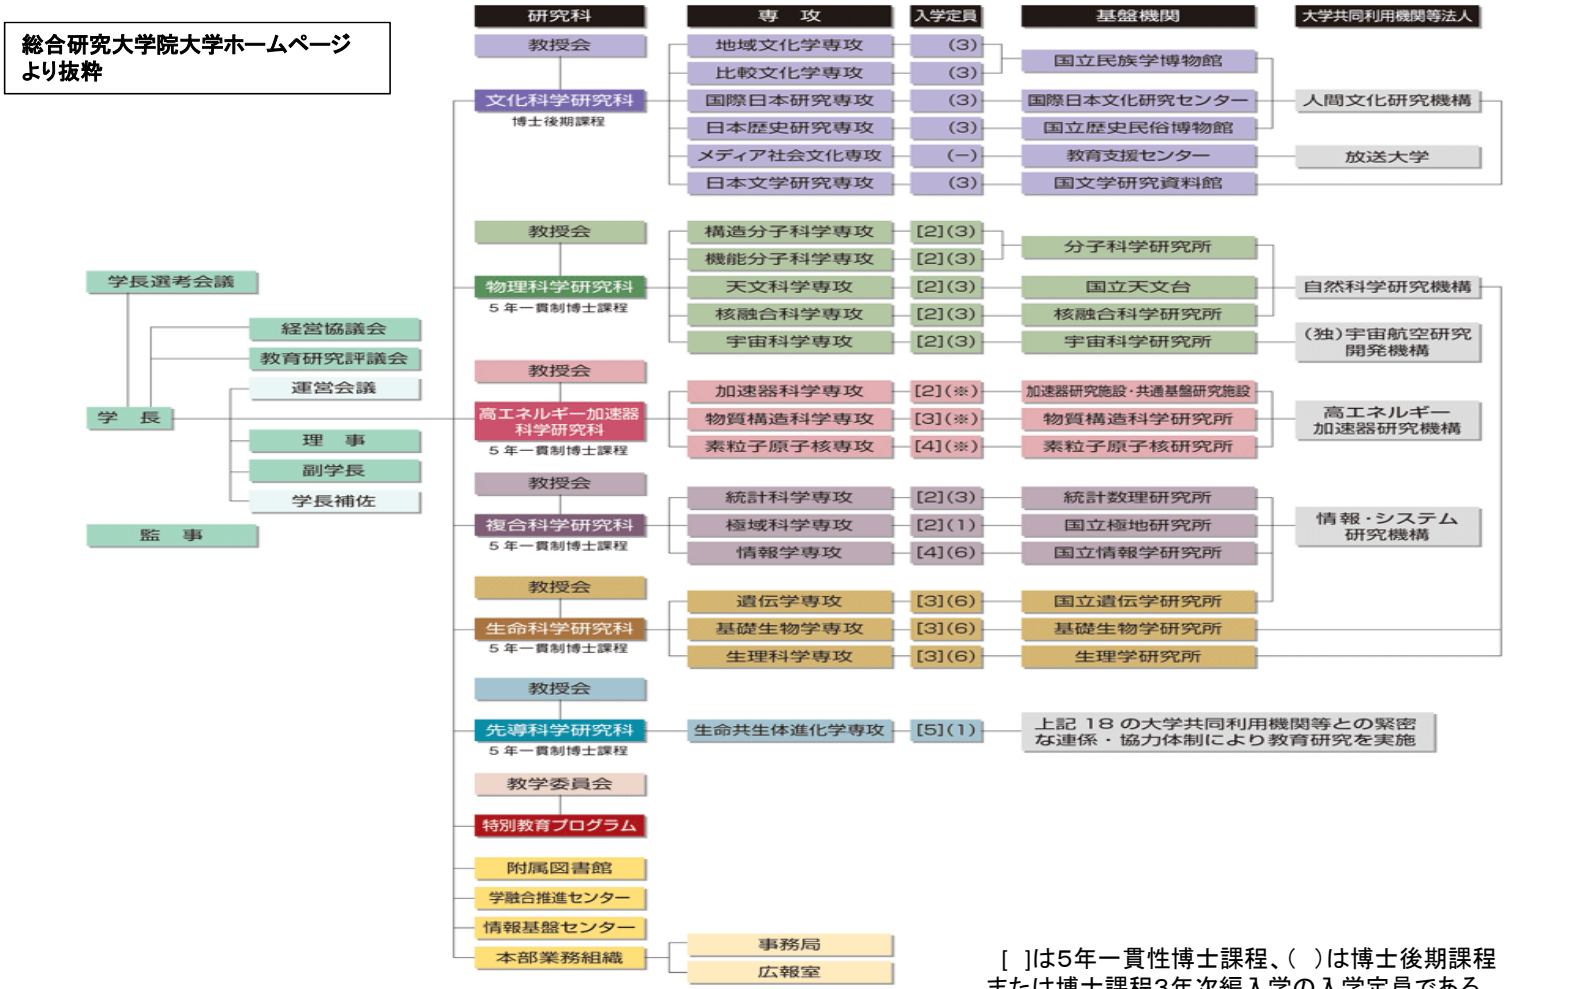 総合研究大学院大学ホームページ
より抜粋
研究科
専 攻
入学定員
基盤機関
大学共同利用機関等法人
教授会
文化科学研究科
博士後期課程
地域文化学専攻 (3)
比較文化学専攻 (3)
国立民族学博物館
国際日本研究専攻 (3) 国際日本文化研究センター
人間文化研究機構
日本歴史研究専攻 (3) 国立歴史民俗博物館
メディア社会文化専攻 (−) 教育支援センター 放送大学
日本文学研究専攻 (3) 国文学研究資料館
教授会
物理科学研究科
5年一貫制博士課程
構造分子科学専攻 [2](3)
機能分子科学専攻 [2](3)
分子科学研究所
天文科学専攻 [2](3) 国立天文台
自然科学研究機構
核融合科学専攻 [2](3) 核融合科学研究所
宇宙科学専攻 [2](3) 宇宙科学研究所
(独)宇宙航空研究
開発機構
学長選考会議
経営協議会
教育研究評議会
運営会議
学 長
理 事
副学長
学長補佐
監 事
教授会
高エネルギー加速器
科学研究科
5年一貫制博士課程
加速器科学専攻 [2](※) 加速器研究施設・共通基盤研究施設
物質構造科学専攻 [3](※) 物質構造科学研究所
素粒子原子核専攻 [4](※) 素粒子原子核研究所
高エネルギー
加速器研究機構
教授会
複合科学研究科
5年一貫制博士課程
統計科学専攻 [2](3) 統計数理研究所
極域科学専攻 [2](1) 国立極地研究所
情報学専攻 [4](6) 国立情報学研究所
情報・システム
研究機構
教授会
生命科学研究科
5年一貫制博士課程
遺伝学専攻 [3](6) 国立遺伝学研究所
基礎生物学専攻 [3](6) 基礎生物学研究所
生理科学専攻 [3](6) 生理学研究所
教授会
先導科学研究科
5年一貫制博士課程
生命共生体進化学専攻 [5](1)
上記18の大学共同利用機関等との緊密
な連係・協力体制により教育研究を実施
教学委員会
特別教育プログラム
附属図書館
学融合推進センター
情報基盤センター
本部業務組織
事務局
広報室
[ ]は5年一貫性博士課程、( )は博士後期課程
または博士課程3年次編入学の入学定員である